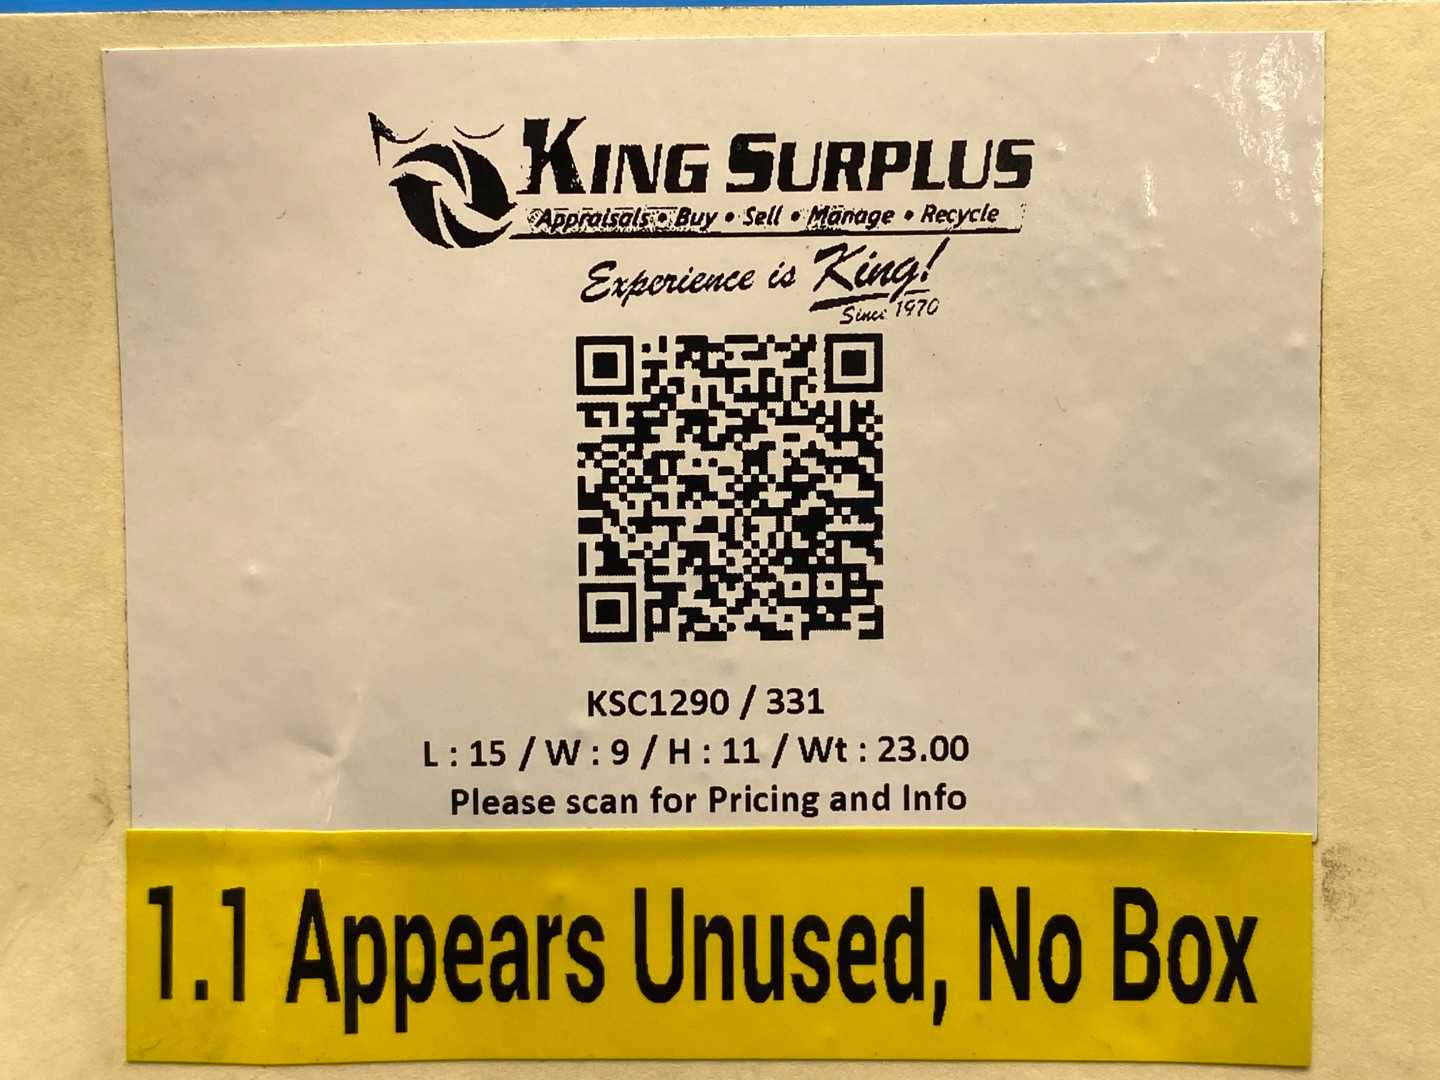 KING SURPLUS
Appraisals • Buy • Sell • Manage • Recycle
Experience is King!
Since 1970
KSC1290 / 331
L : 15 / W : 9 / H : 11 / Wt : 23.00
Please scan for Pricing and Info
1.1 Appears Unused, No Box